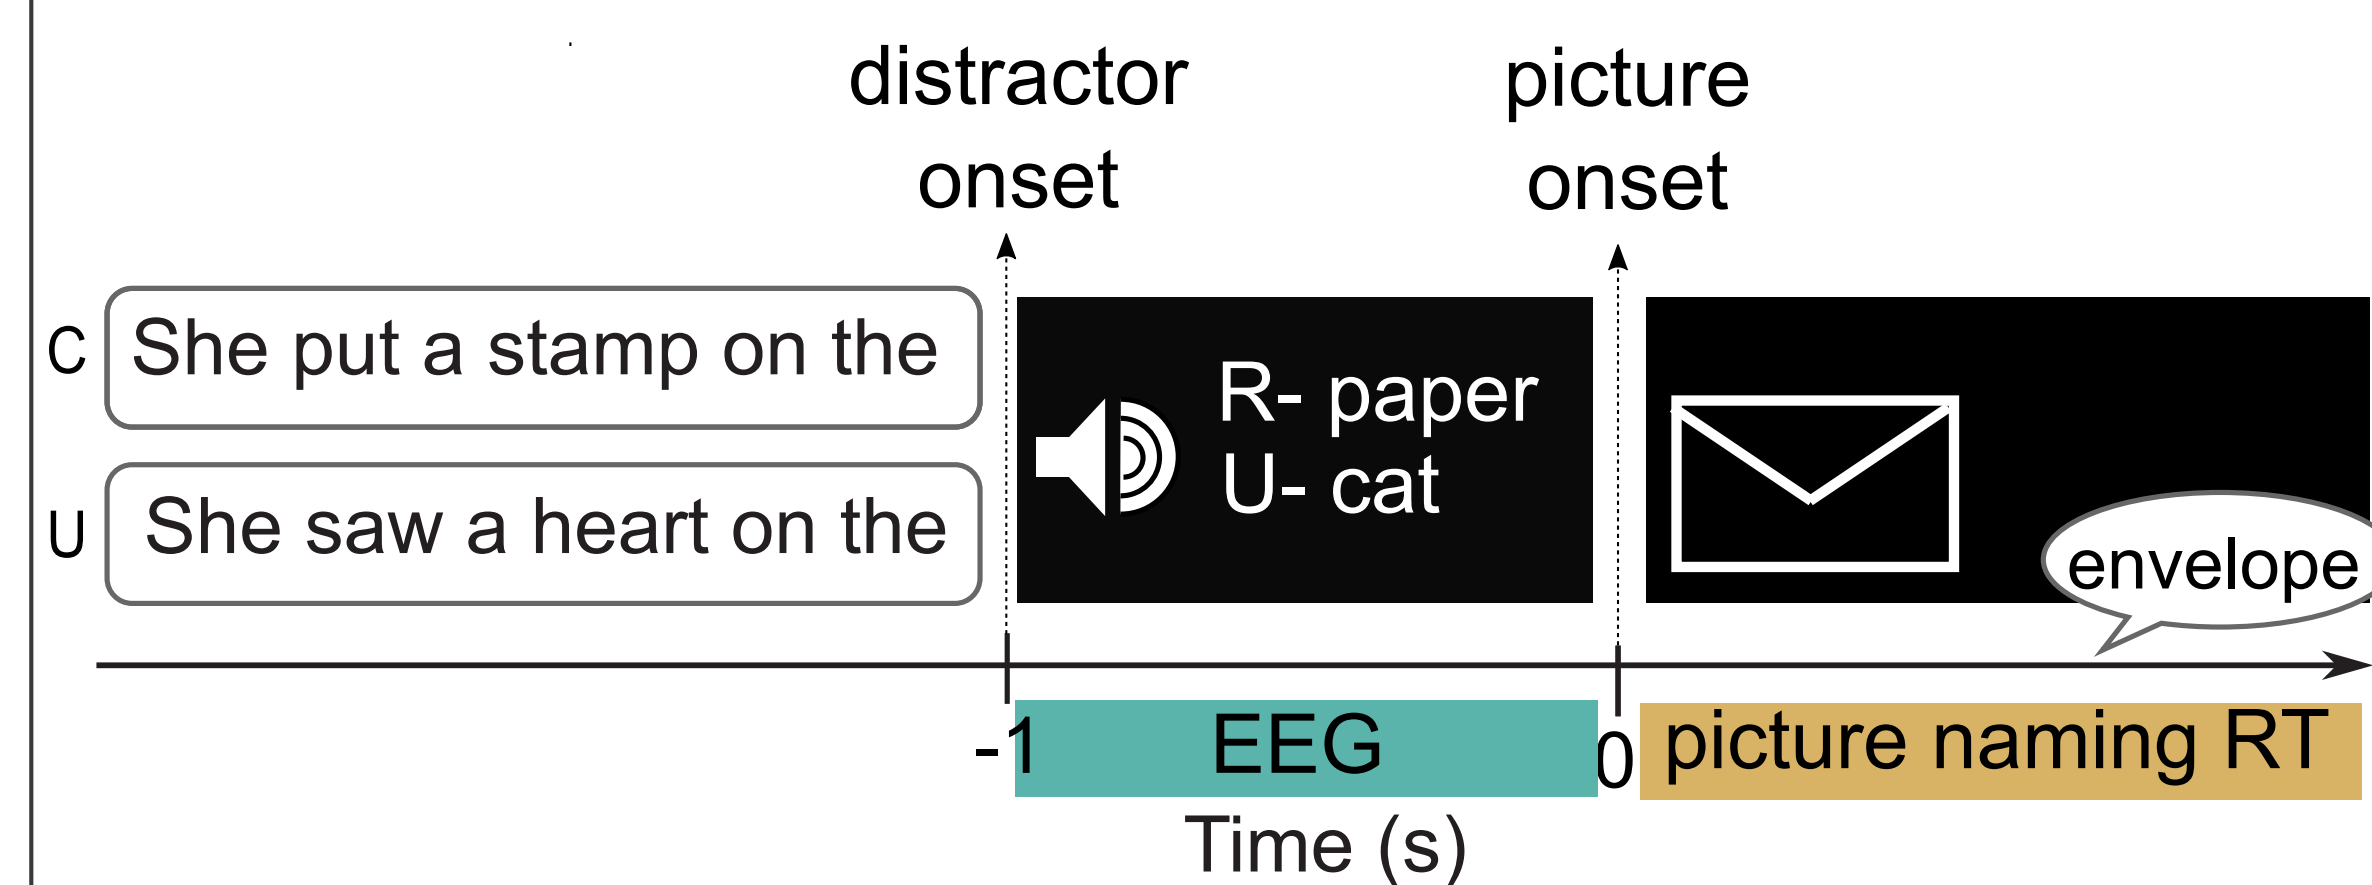 distractor
onset
picture
onset
C
She put a stamp on the
U
She saw a heart on the
R- paper
U- cat
envelope
-1
EEG
0
picture naming RT
Time (s)